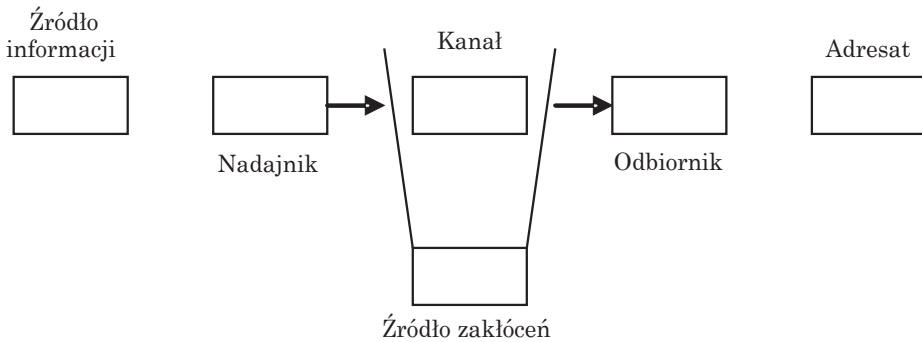 Źródło
informacji
Kanał
Adresat
Nadajnik
Odbiornik
Źródło zakłóceń